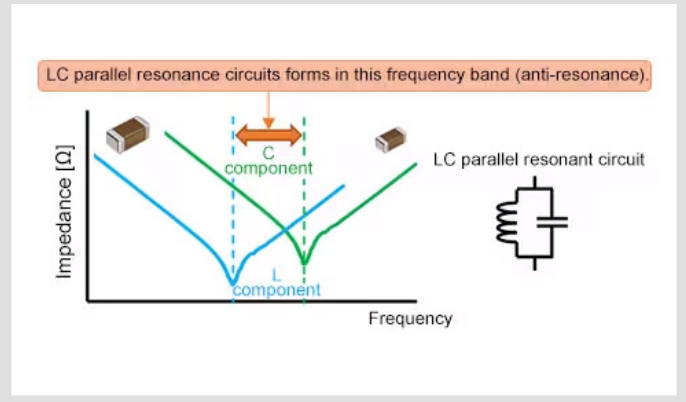 LC parallel resonance circuits forms in this frequency band (anti-resonance).
Impedance [Ω]
C
component
LC parallel resonant circuit
L
component
Frequency